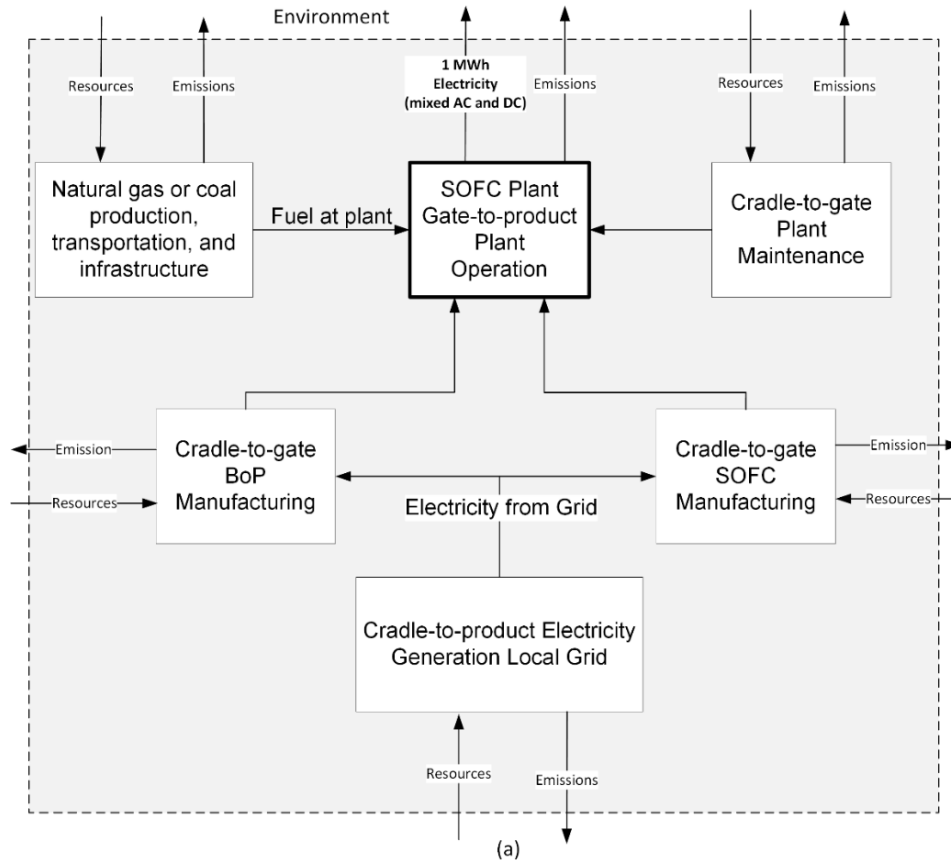 Environment
Resources
Emissions
1 MWh
Electricity
(mixed AC and DC)
Emissions
Resources
Emissions
Natural gas or coal
production,
transportation, and
infrastructure
Fuel at plant
SOFC Plant
Gate-to-product
Plant
Operation
Cradle-to-gate
Plant
Maintenance
Emission
Resources
Cradle-to-gate
BoP
Manufacturing
Electricity from Grid
Cradle-to-gate
SOFC
Manufacturing
Emission
Resources
Cradle-to-product Electricity
Generation Local Grid
Resources
Emissions
(a)